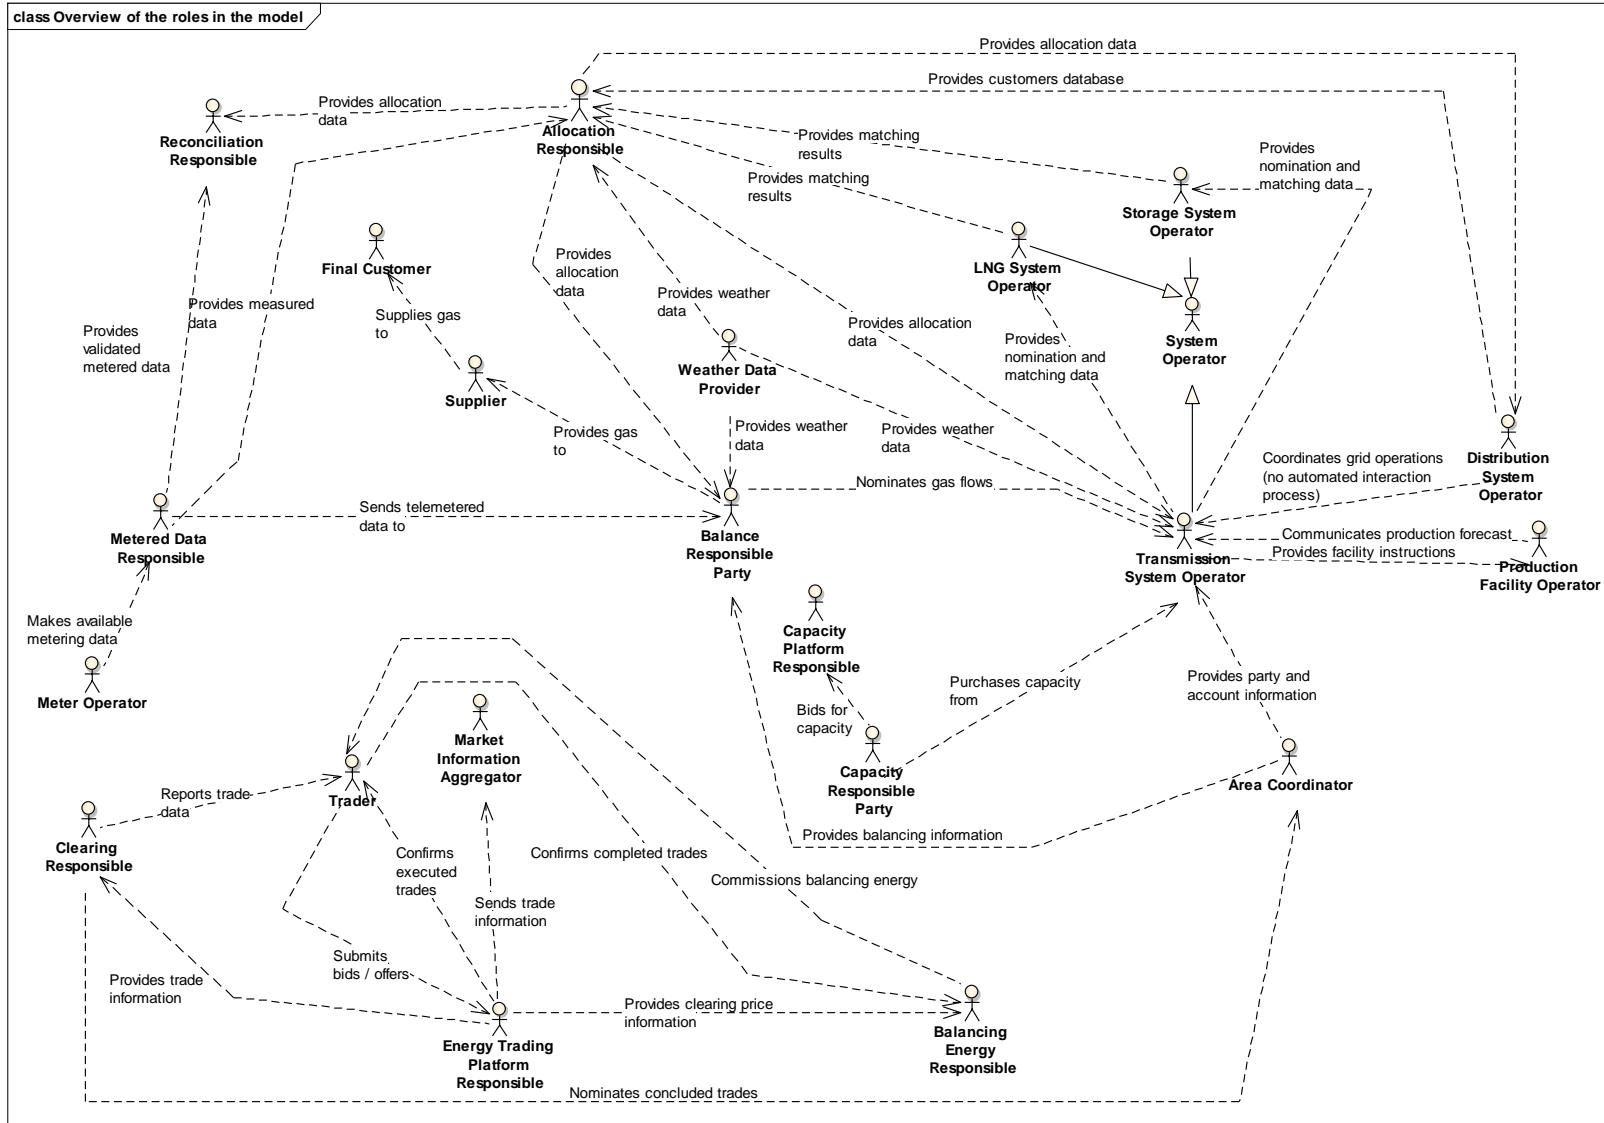 class Overview of the roles in the model
Provides allocation data
Provides customers database
Provides allocation
data
Reconciliation
Responsible
Allocation
Responsible
Provides matching
results
Provides
nomination and
matching data
Provides matching
results
Storage System
Operator
Final Customer
LNG System
Operator
Provides
allocation
data
Provides weather
data
Provides measured
data
Supplies gas
to
Provides allocation
data
Provides
nomination and
matching data
System
Operator
Provides
validated
metered data
Weather Data
Provider
Supplier
Provides gas
to
Provides weather
data
Provides weather
data
Coordinates grid operations
(no automated interaction
process)
Distribution
System
Operator
Nominates gas flows
Sends telemetered
data to
Metered Data
Responsible
Balance
Responsible
Party
Communicates production forecast
Provides facility instructions
Transmission
System Operator
Production
Facility Operator
Makes available
metering data
Meter Operator
Capacity
Platform
Responsible
Purchases capacity
from
Provides party and
account information
Bids for
capacity
Market
Information
Aggregator
Capacity
Responsible
Party
Area Coordinator
Reports trade
data
Trader
Provides balancing information
Clearing
Responsible
Confirms
executed
trades
Confirms completed trades
Commissions balancing energy
Sends trade
information
Submits
bids / offers
Provides trade
information
Provides clearing price
information
Energy Trading
Platform
Responsible
Balancing
Energy
Responsible
Nominates concluded trades